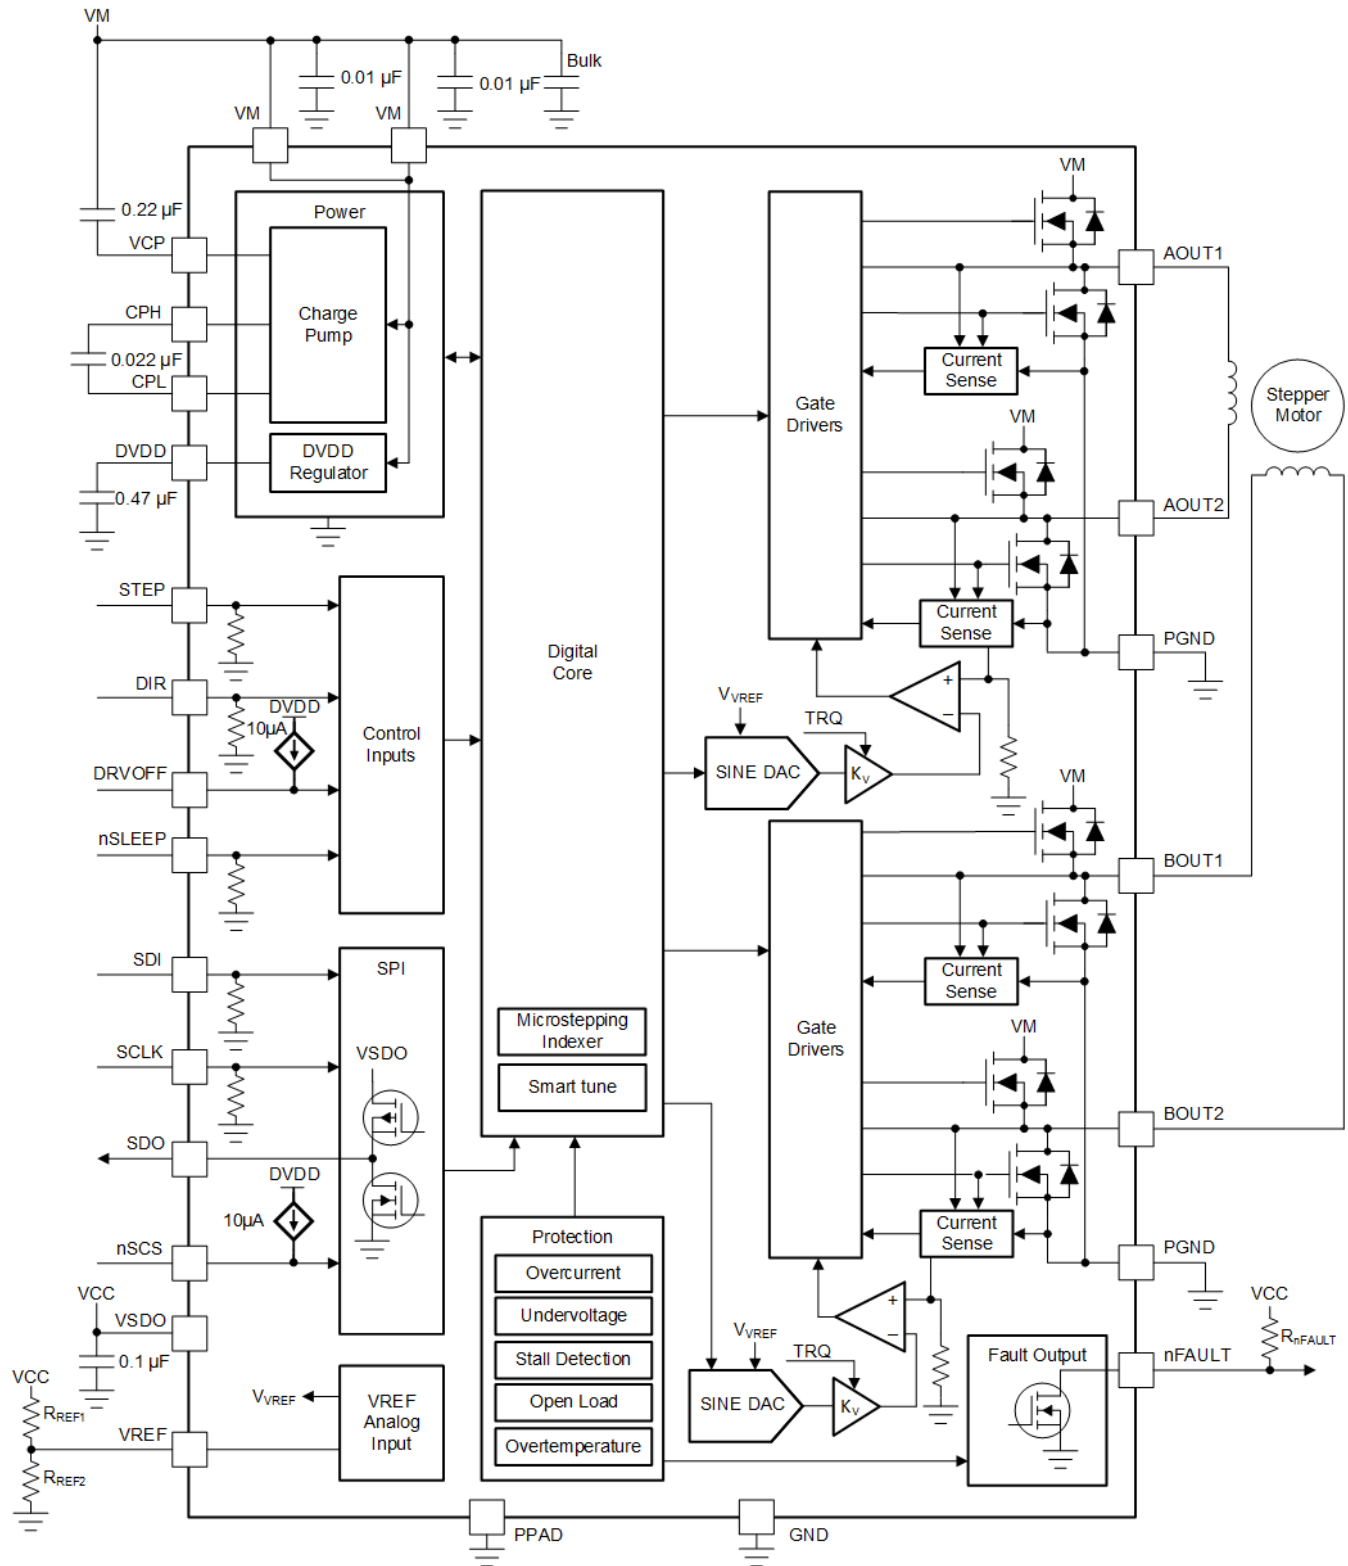 VM
0.01 µF
0.01 µF
Bulk
VM
VM
VM
0.22 µF
Power
VCP
AOUT1
CPH
Charge
Pump
0.022 µF
CPL
Current
Sense
Gate
Drivers
Stepper
Motor
VM
DVDD
DVDD
Regulator
0.47 µF
AOUT2
STEP
Current
Sense
PGND
Digital
Core
DIR
VVREF
DVDD
10µA
TRQ
Control
Inputs
DRVOFF
SINE DAC
KV
VM
nSLEEP
BOUT1
SDI
SPI
Current
Sense
Microstepping
Indexer
Gate
Drivers
VM
SCLK
VSDO
Smart tune
BOUT2
SDO
DVDD
10µA
Current
Sense
Protection
nSCS
PGND
Overcurrent
VCC
VCC
VSDO
Undervoltage
VVREF
RnFAULT
0.1 µF
Stall Detection
TRQ
Fault Output
nFAULT
VCC
VVREF
VREF
Analog
Input
Open Load
SINE DAC
KV
RREF1
VREF
Overtemperature
RREF2
PPAD
GND